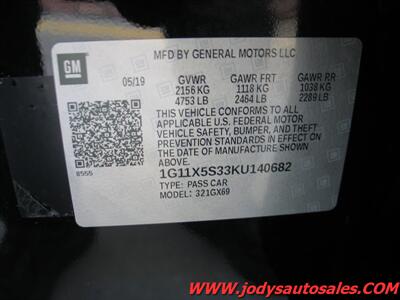 MFD BY GENERAL MOTORS LLC
GM
05/19 GVWR GAWR FRT GAWR RR
2156 KG 1118 KG 1038 KG
4753 LB 2464 LB 2289 LB
THIS VEHICLE CONFORMS TO ALL
APPLICABLE U.S. FEDERAL MOTOR
VEHICLE SAFETY, BUMPER, AND THEFT
PREVENTION STANDARDS IN EFFECT
ON THE DATE OF MANUFACTURE
SHOWN ABOVE.
8555
1G11X5S33KU140682
TYPE: PASS CAR
MODEL: 321GX69
www.jodysautosales.com